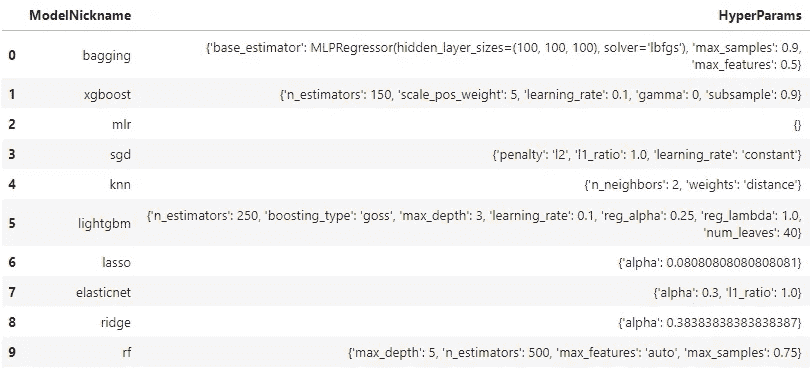 ModelNickname HyperParams
0 bagging {'base_estimator': MLPRegressor(hidden_layer_sizes=(100, 100, 100), solver='lbfgs'), 'max_samples': 0.9,
'max_features': 0.5}
1 xgboost {'n_estimators': 150, 'scale_pos_weight': 5, 'learning_rate': 0.1, 'gamma': 0, 'subsample': 0.9}
2 mlr {}
3 sgd {'penalty': 'l2', 'l1_ratio': 1.0, 'learning_rate': 'constant'}
4 knn {'n_neighbors': 2, 'weights': 'distance'}
5 lightgbm {'n_estimators': 250, 'boosting_type': 'goss', 'max_depth': 3, 'learning_rate': 0.1, 'reg_alpha': 0.25, 'reg_lambda': 1.0,
'num_leaves': 40}
6 lasso {'alpha': 0.08080808080808081}
7 elasticnet {'alpha': 0.3, 'l1_ratio': 1.0}
8 ridge {'alpha': 0.38383838383838387}
9 rf {'max_depth': 5, 'n_estimators': 500, 'max_features': 'auto', 'max_samples': 0.75}